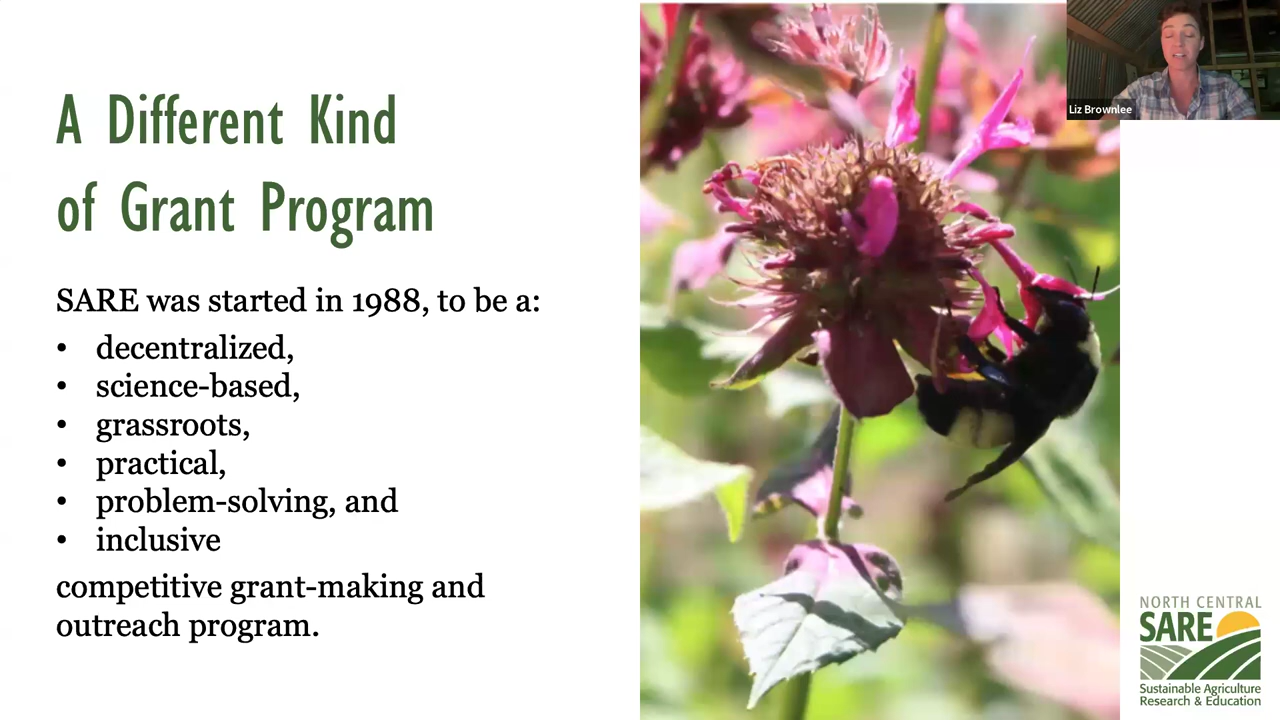 A Different Kind
of Grant Program
SARE was started in 1988, to be a:
• decentralized,
• science-based,
• grassroots,
• practical,
• problem-solving, and
• inclusive
competitive grant-making and
outreach program.
Liz Brownlee
NORTH CENTRAL
SARE
Sustainable Agriculture
Research & Education